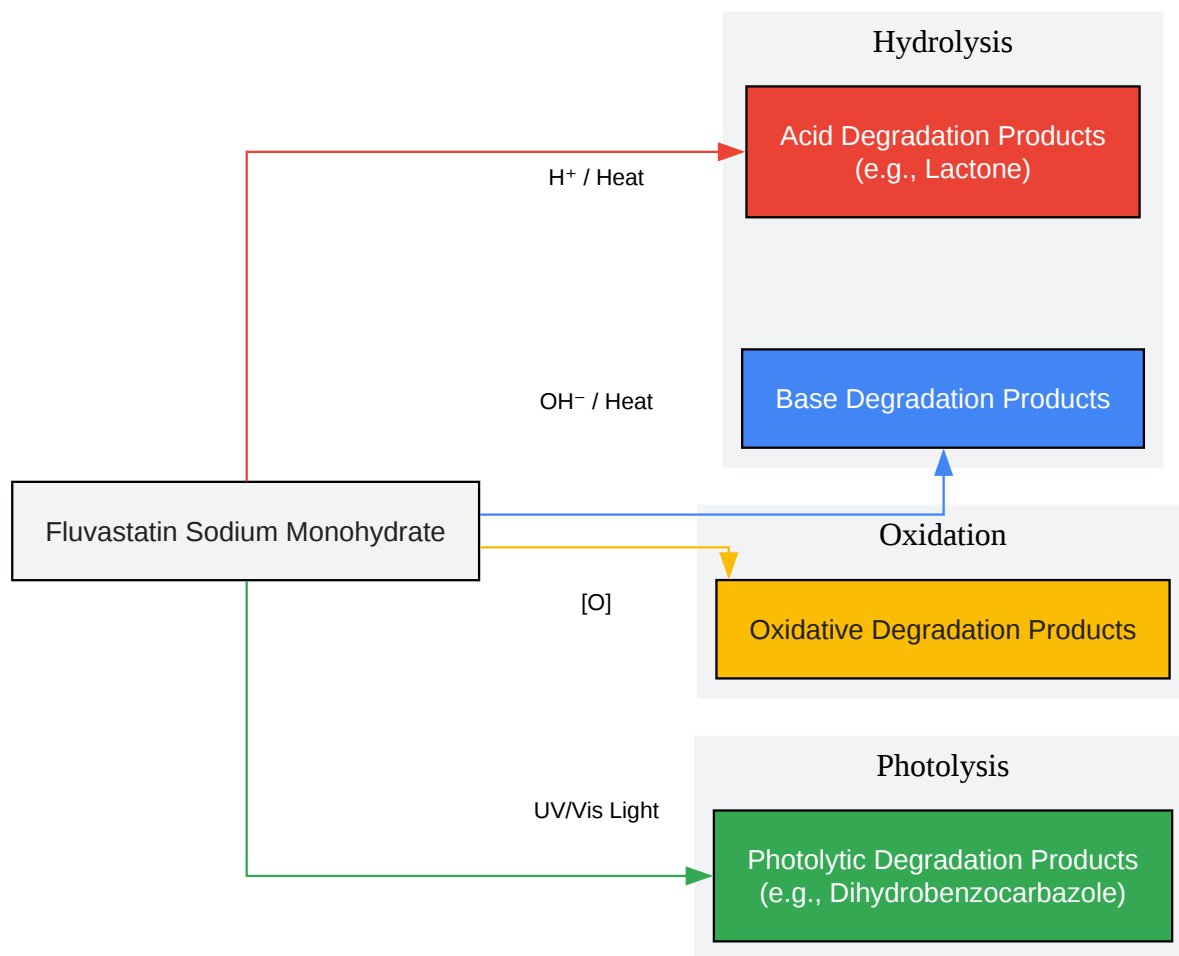 Hydrolysis
Acid Degradation Products
(e.g., Lactone)
H⁺ / Heat
Base Degradation Products
OH⁻ / Heat
Fluvastatin Sodium Monohydrate
Oxidation
[O]
Oxidative Degradation Products
Photolysis
UV/Vis Light
Photolytic Degradation Products
(e.g., Dihydrobenzocarbazole)